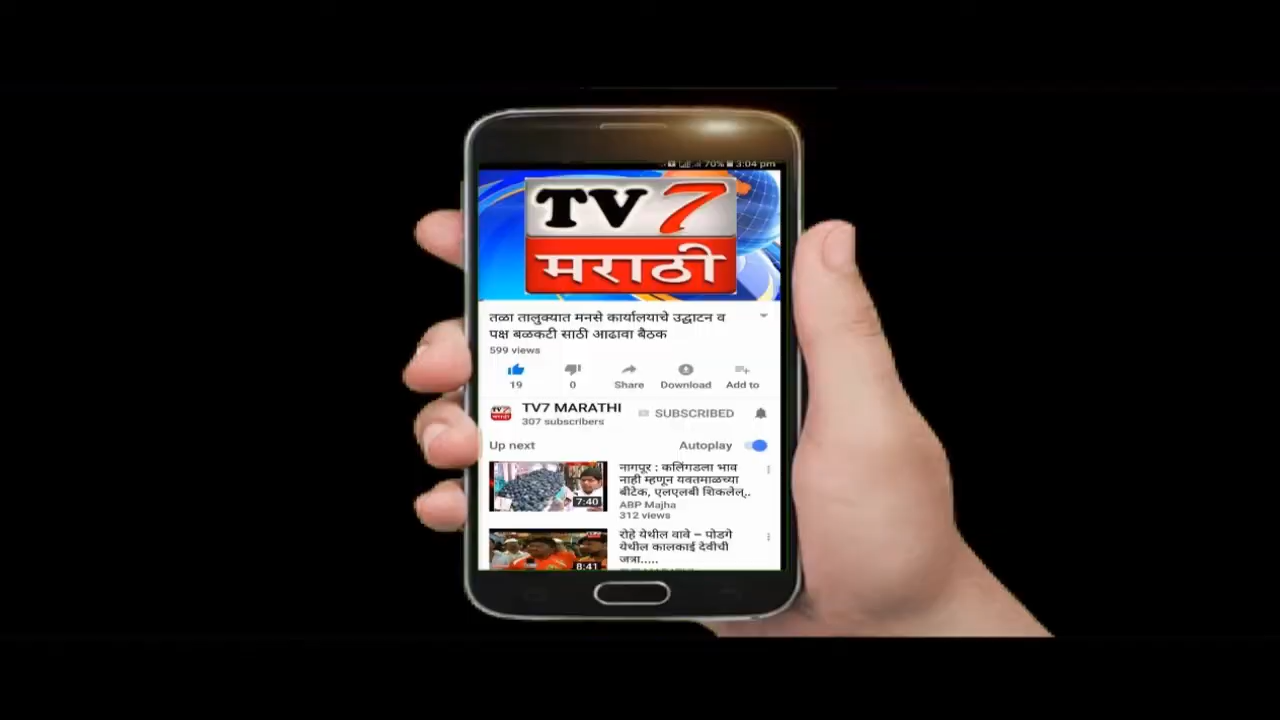 70% 3:04 pm
TV 7
मराठी
तळा तालुक्यात मनसे कार्यालयाचे उद्घाटन व
पक्ष बळकटी साठी आढावा बैठक
599 views
19 0 Share Download Add to
TV7 MARATHI SUBSCRIBED
307 subscribers
Up next Autoplay
नागपूर : कलिंगडला भाव
नाही म्हणून यवतमाळच्या
बीटेक, एलएलबी शिकलेल्..
ABP Majha
312 views
7:40
रोहे येथील वावे – पोडगे
येथील कालकाई देवीची
जत्रा.....
8:41